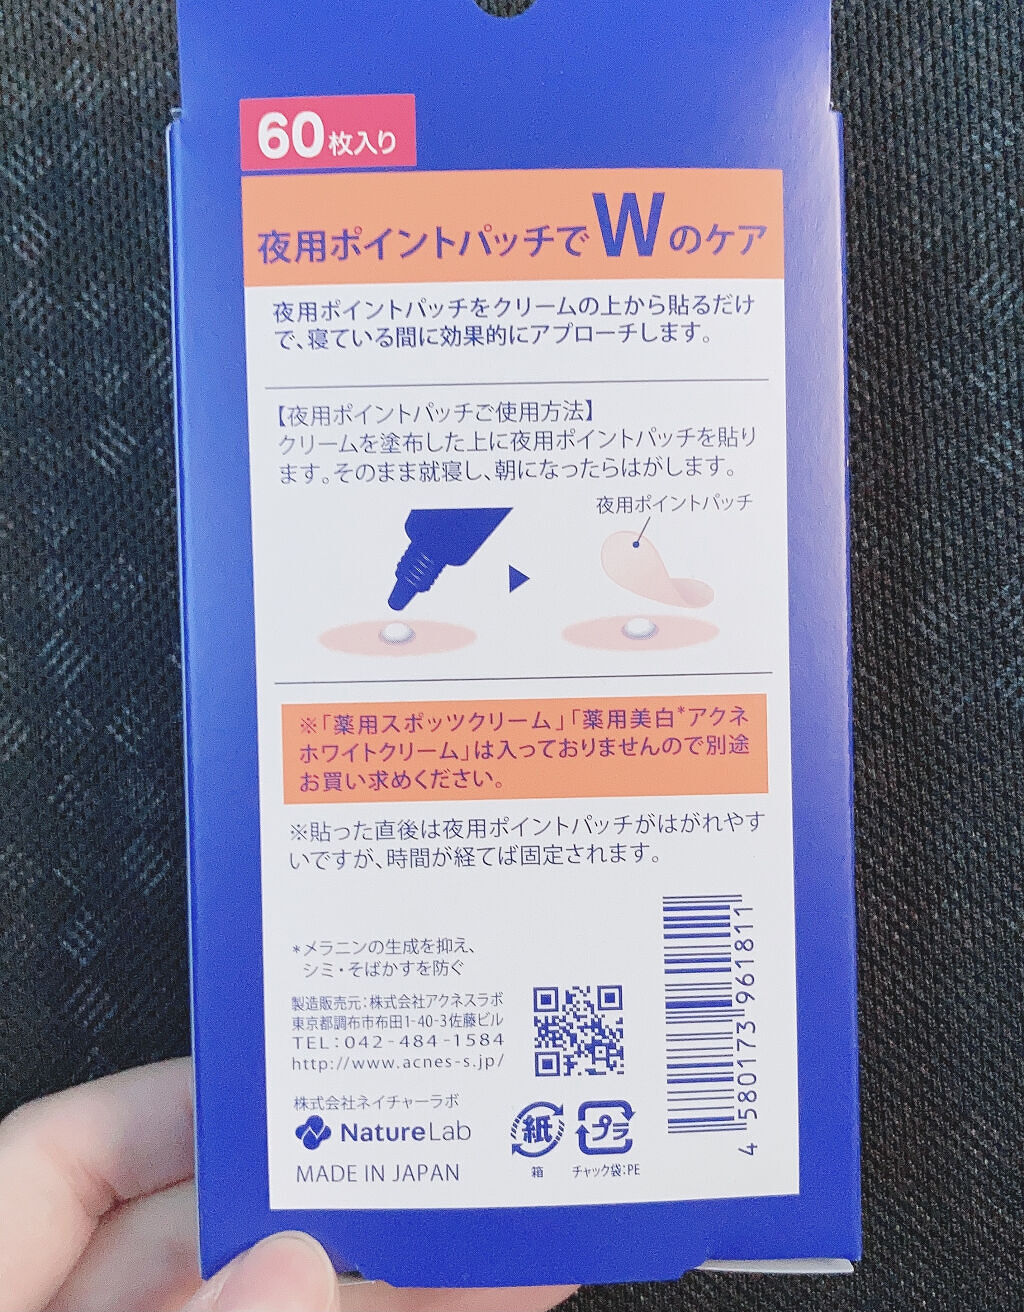 60枚入り
夜用ポイントパッチでWのケア
夜用ポイントパッチをクリームの上から貼るだけ
で、寝ている間に効果的にアプローチします。
【夜用ポイントパッチご使用方法】
クリームを塗布した上に夜用ポイントパッチを貼り
ます。そのまま就寝し、朝になったらはがします。
夜用ポイントパッチ
※「薬用スポッツクリーム」「薬用美白*アクネ
ホワイトクリーム」は入っておりませんので別途
お買い求めください。
※貼った直後は夜用ポイントパッチがはがれやす
いですが、時間が経てば固定されます。
*メラニンの生成を抑え、
シミ・そばかすを防ぐ
製造販売元:株式会社アクネスラボ
東京都調布市布田1-40-3佐藤ビル
TEL:042-484-1584
http://www.acnes-s.jp/
株式会社ネイチャーラボ
NatureLab
MADE IN JAPAN
紙
箱
プラ
チャック袋:PE
4 580173 961811